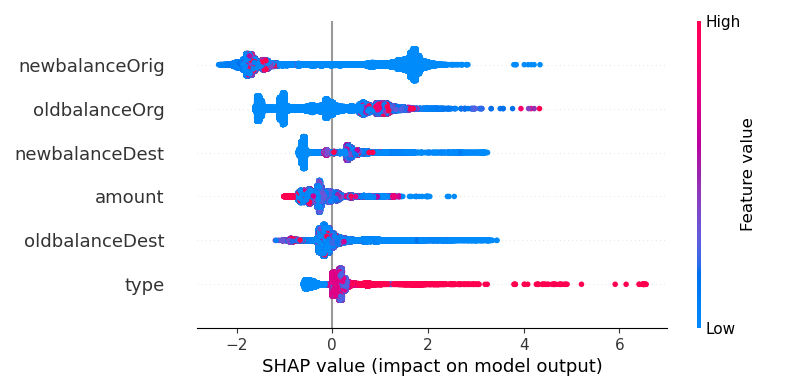 High
newbalanceOrig
oldbalanceOrg
newbalanceDest
amount
oldbalanceDest
type
Feature value
Low
−2 0 2 4 6
SHAP value (impact on model output)